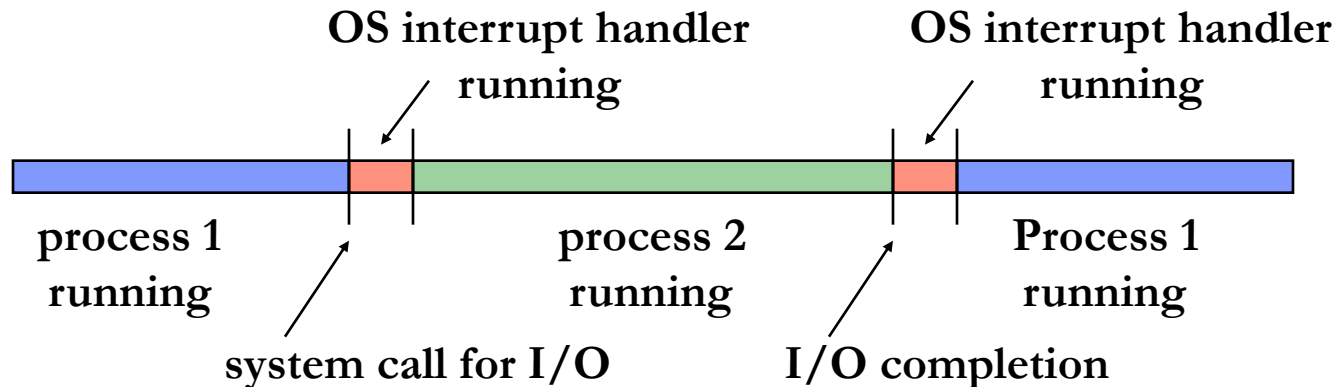 OS interrupt handler
running
OS interrupt handler
running
process 1
running
process 2
running
Process 1
running
system call for I/O
I/O completion